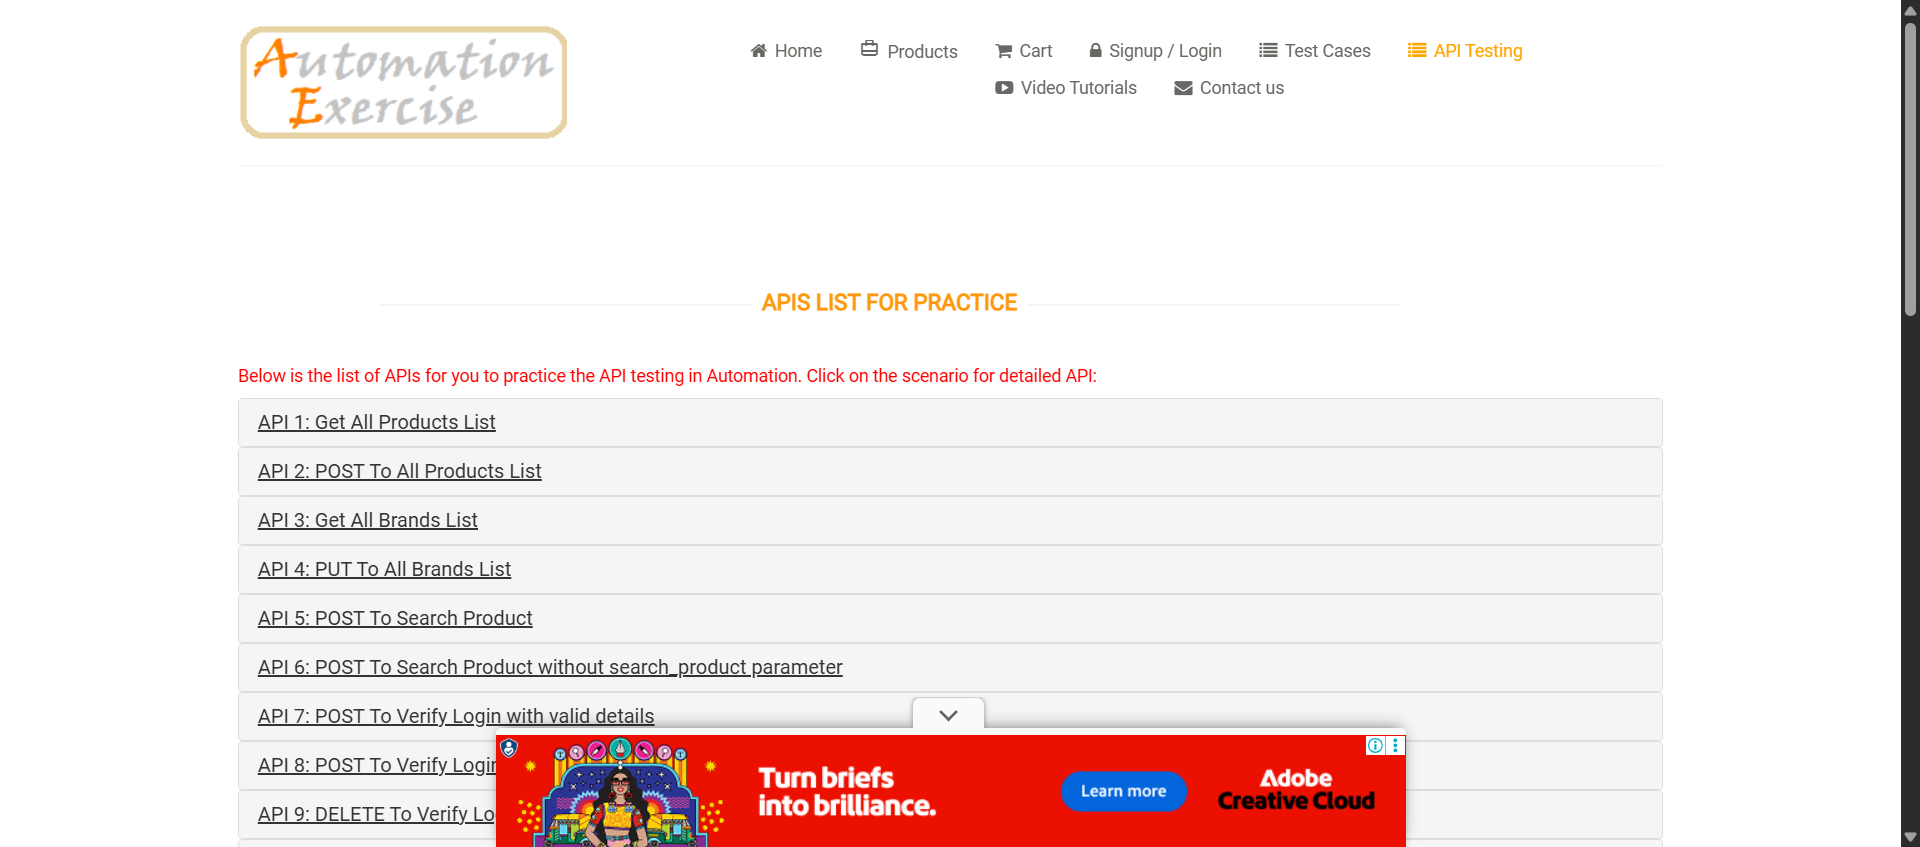 Automation
Exercise
Home
Products
Cart
Signup / Login
Test Cases
API Testing
Video Tutorials
Contact us
APIS LIST FOR PRACTICE
Below is the list of APIs for you to practice the API testing in Automation. Click on the scenario for detailed API:
API 1: Get All Products List
API 2: POST To All Products List
API 3: Get All Brands List
API 4: PUT To All Brands List
API 5: POST To Search Product
API 6: POST To Search Product without search_product parameter
API 7: POST To Verify Login with valid details
API 8: POST To Verify Login
API 9: DELETE To Verify Lo
Turn briefs
into brilliance.
Learn more
Adobe
Creative Cloud